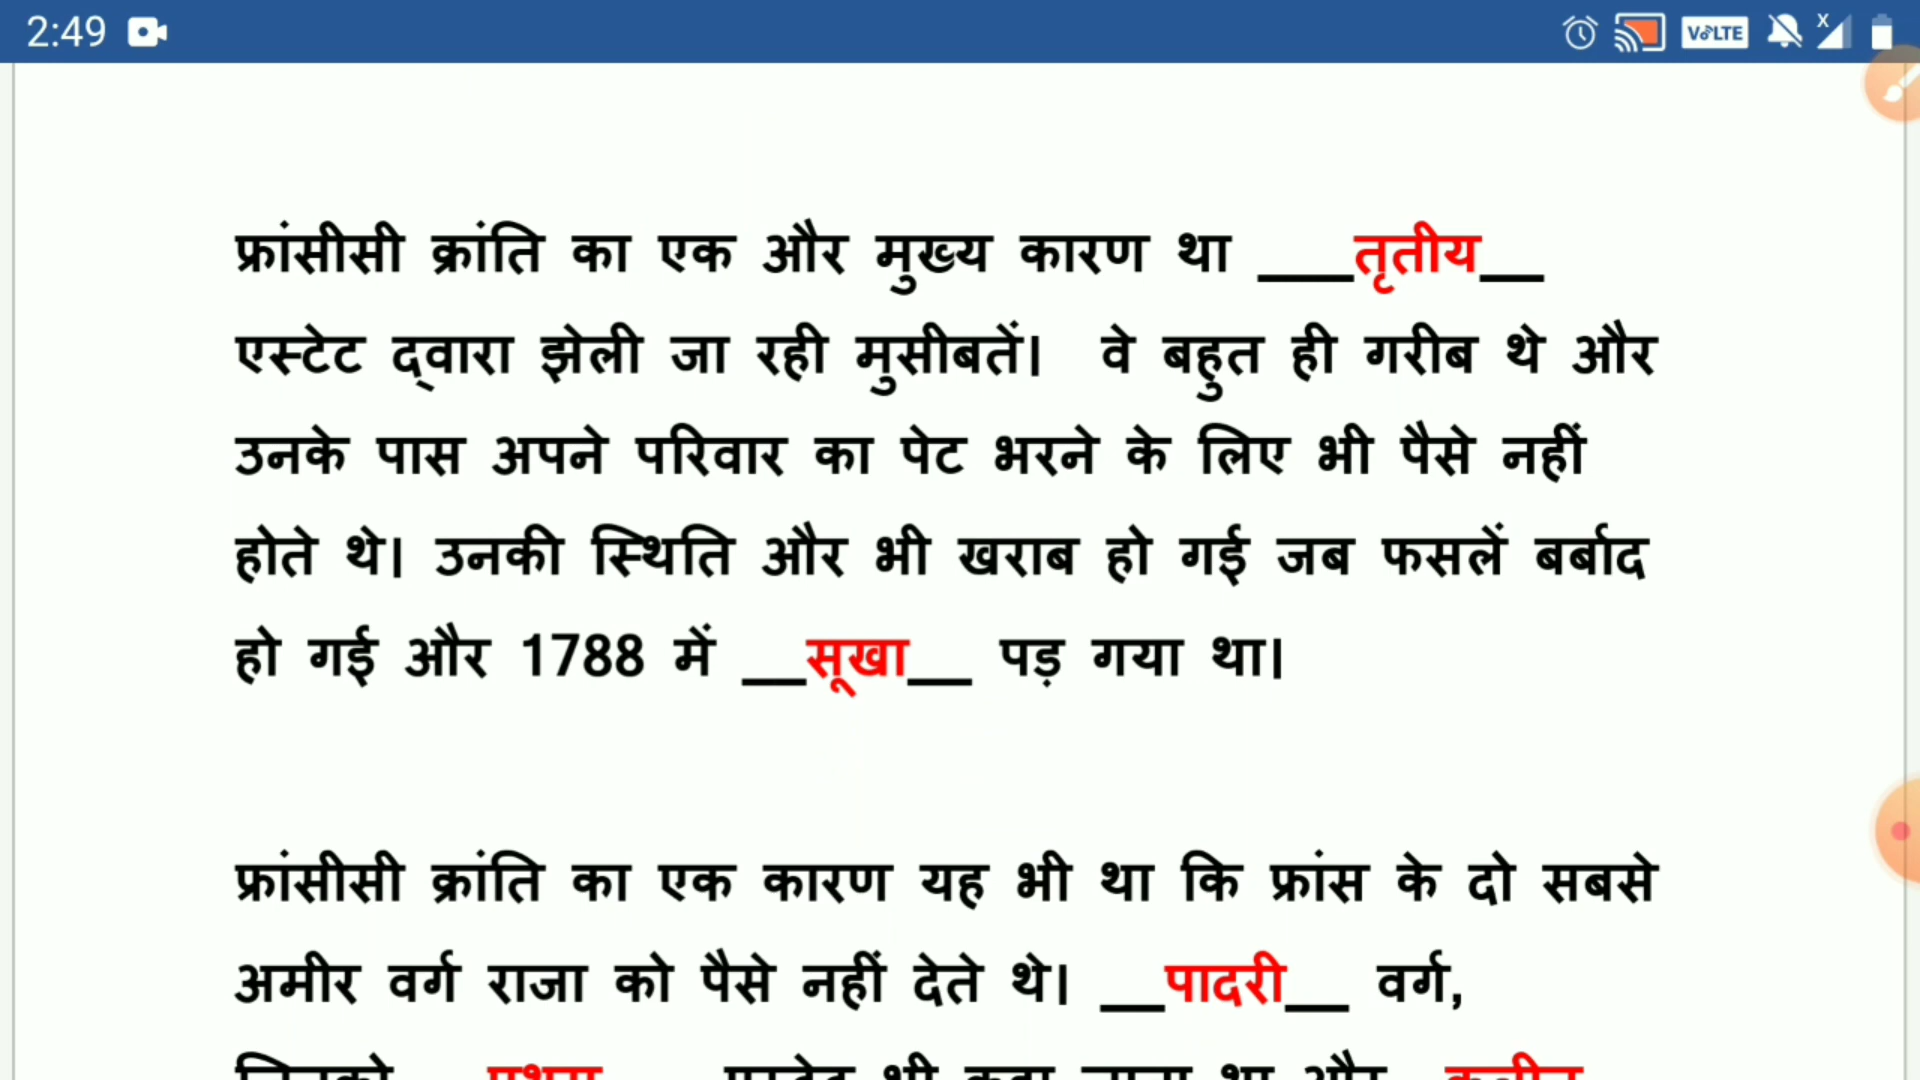 2:49
VoLTE
x
फ्रांसीसी क्रांति का एक और मुख्य कारण था ___तृतीय__
एस्टेट द्वारा झेली जा रही मुसीबतें। वे बहुत ही गरीब थे और
उनके पास अपने परिवार का पेट भरने के लिए भी पैसे नहीं
होते थे। उनकी स्थिति और भी खराब हो गई जब फसलें बर्बाद
हो गई और 1788 में __सूखा__ पड़ गया था।
फ्रांसीसी क्रांति का एक कारण यह भी था कि फ्रांस के दो सबसे
अमीर वर्ग राजा को पैसे नहीं देते थे। __पादरी__ वर्ग,